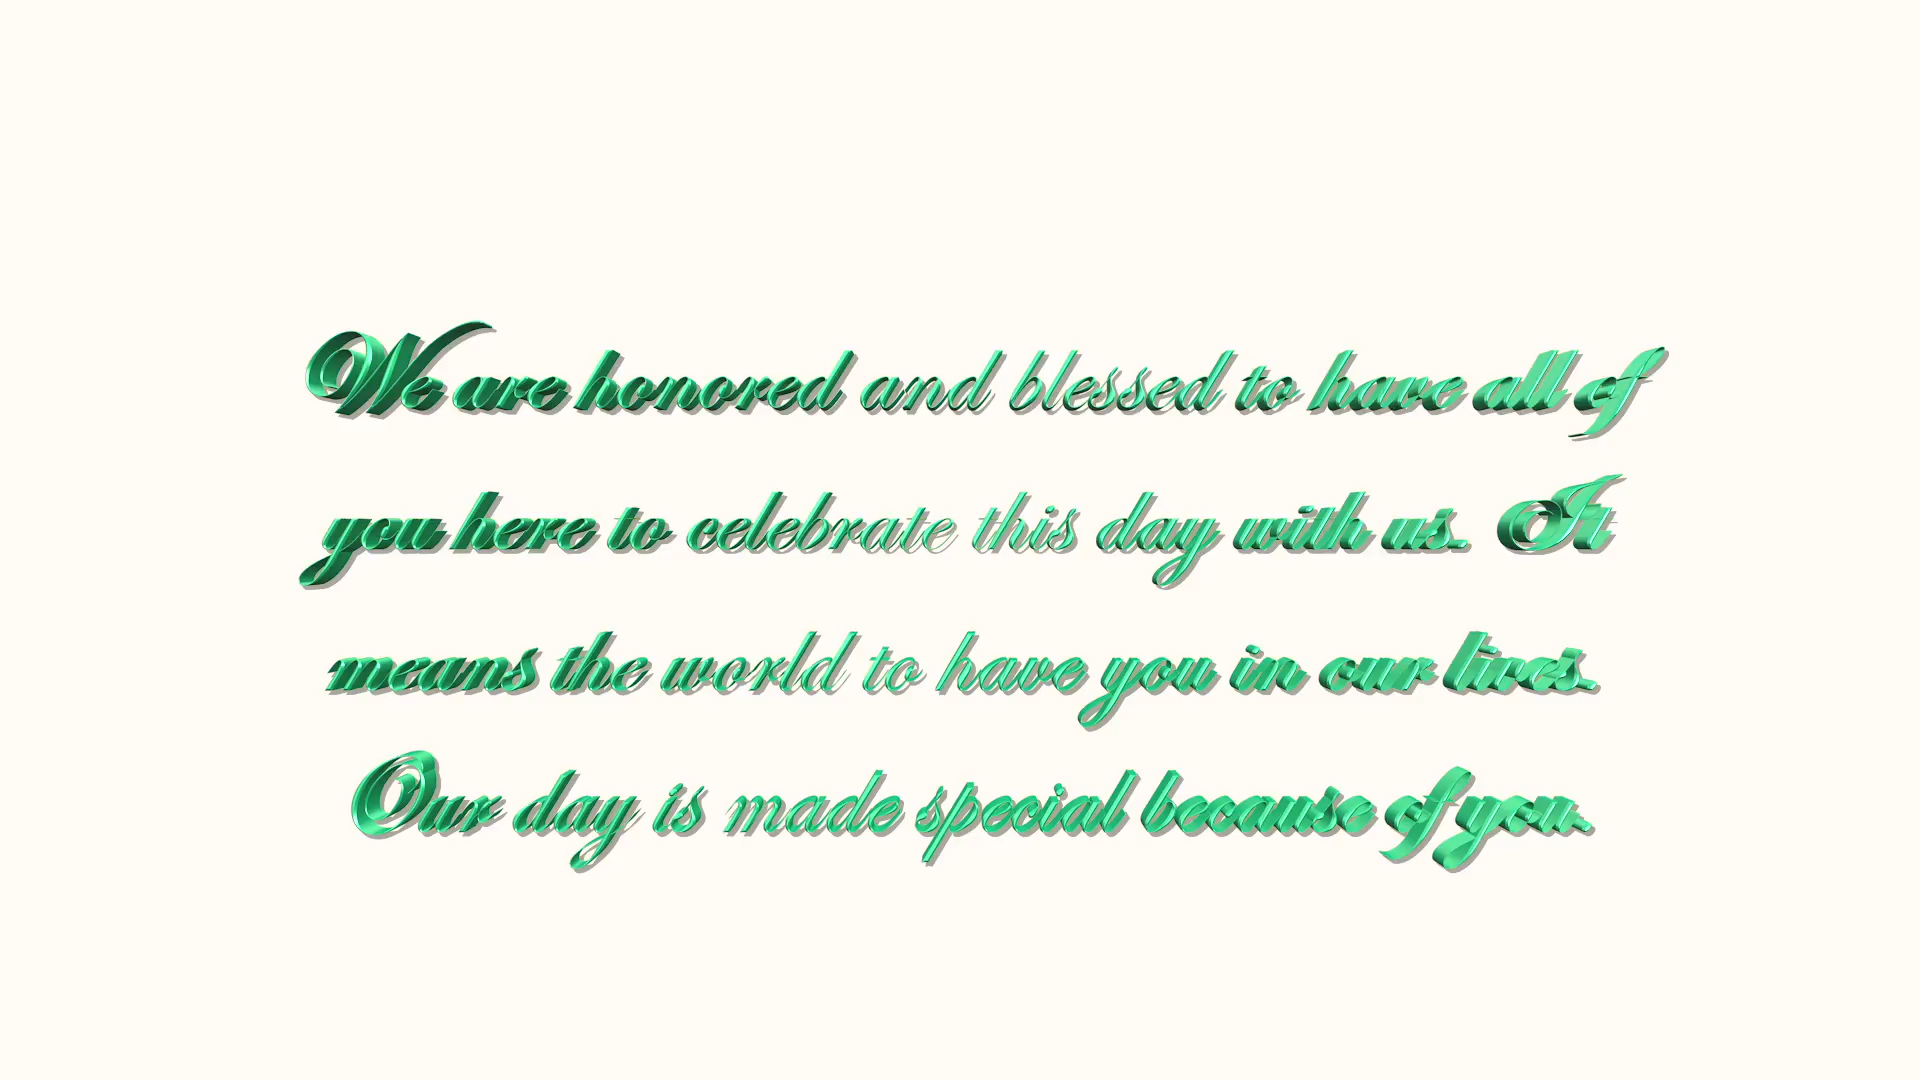 We are honored and blessed to have all of
you here to celebrate this day with us. It
means the world to have you in our lives.
Our day is made special because of you.